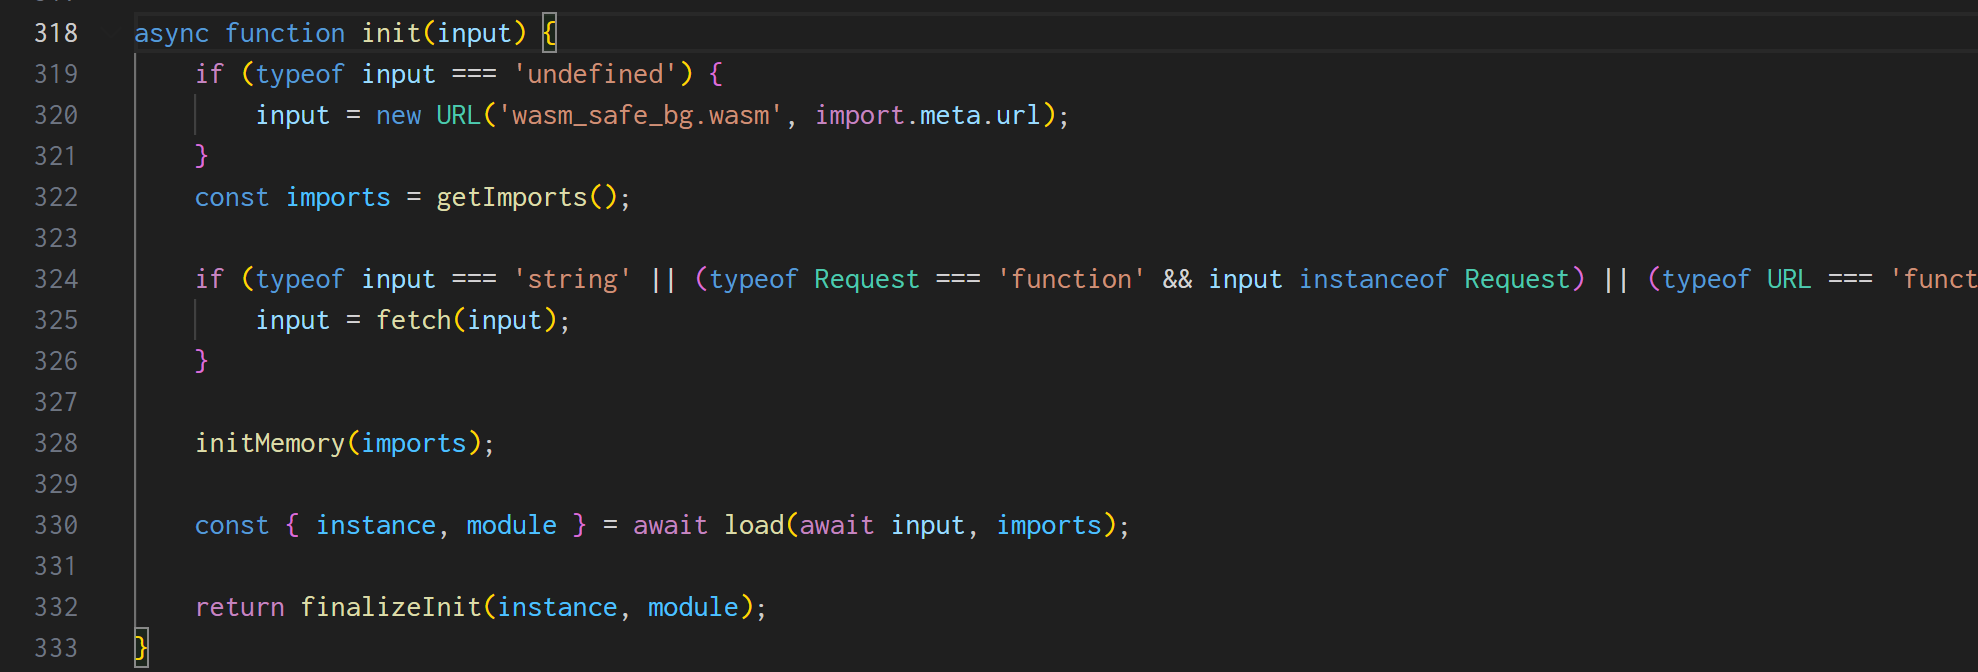 318 async function init(input) {
319 if (typeof input === 'undefined') {
320 input = new URL('wasm_safe_bg.wasm', import.meta.url);
321 }
322 const imports = getImports();
323
324 if (typeof input === 'string' || (typeof Request === 'function' && input instanceof Request) || (typeof URL === 'funct
325 input = fetch(input);
326 }
327
328 initMemory(imports);
329
330 const { instance, module } = await load(await input, imports);
331
332 return finalizeInit(instance, module);
333 }